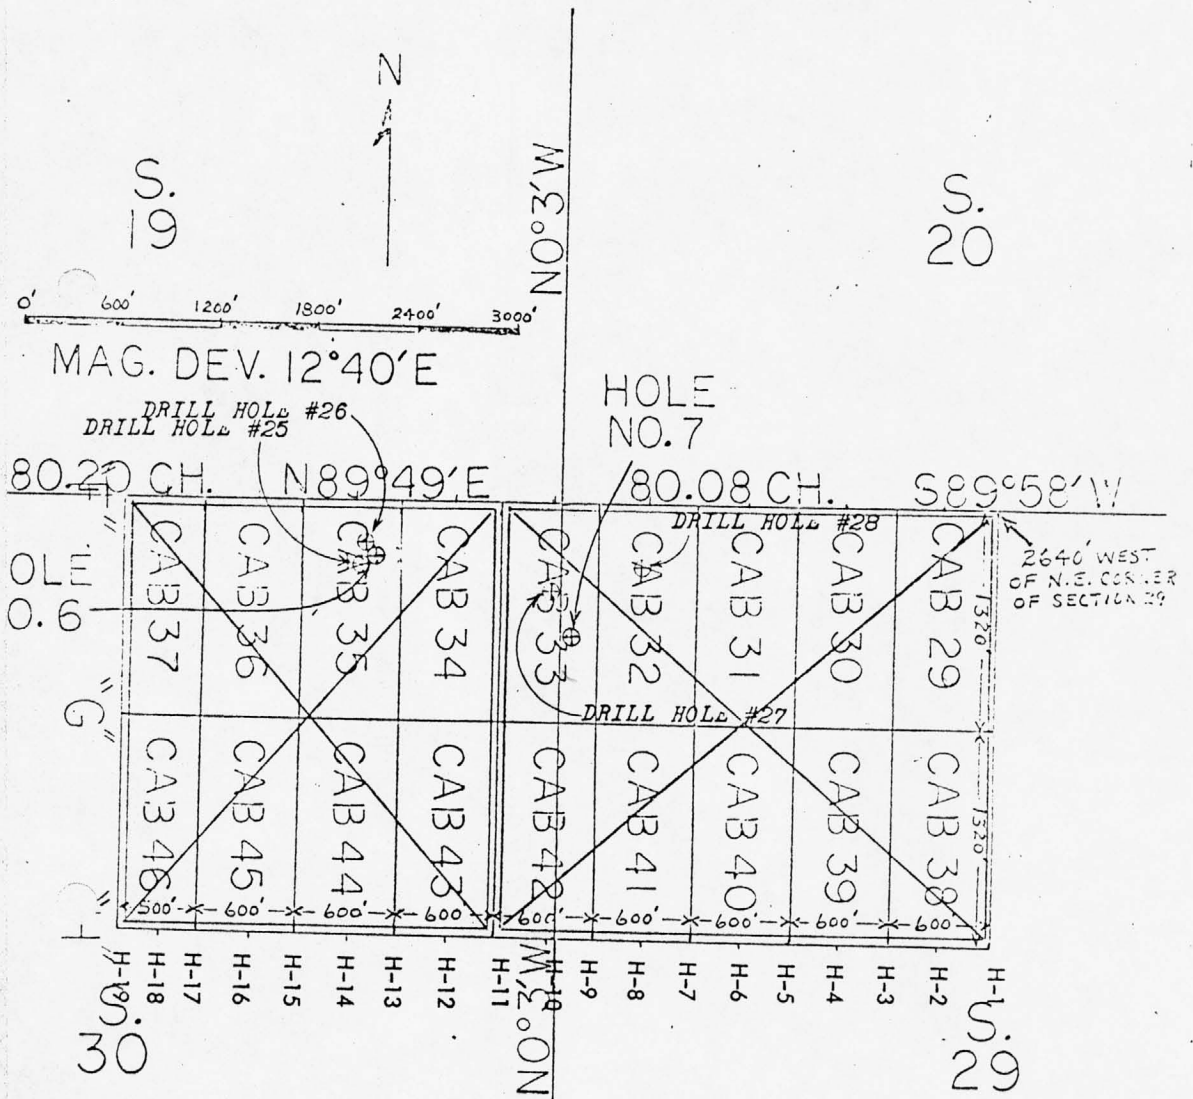 N
S.
19
S.
20
N0°3'W
0' 600' 1200' 1800' 2400' 3000'
MAG. DEV. 12°40'E
DRILL HOLE #26
DRILL HOLE #25
HOLE
NO. 7
80.20 CH. N89°49'E
80.08 CH. S89°58'W
DRILL HOLE #28
2640' WEST
OF N.E. CORNER
OF SECTION 29
OLE
0.6
CAB 37
CAB 36
CAB 35
CAB 34
CAB 33
CAB 32
CAB 31
CAB 30
CAB 29
1320'
G
DRILL HOLE #27
CAB 46
CAB 45
CAB 44
CAB 43
CAB 42
CAB 41
CAB 40
CAB 39
CAB 38
1320'
500' 600' 600' 600 600' 600' 600' 600' 600
H-19
H-18
H-17
H-16
H-15
H-14
H-13
H-12
H-11
H-10
H-9
H-8
H-7
H-6
H-5
H-4
H-3
H-2
H-1
N0°3'W
S.
30
S.
29